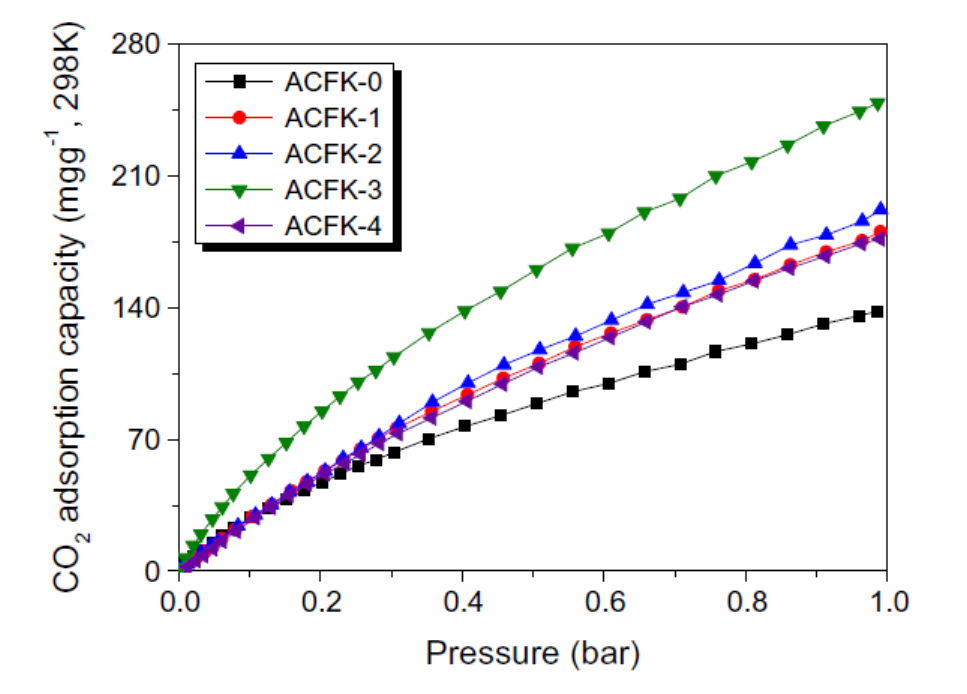 CO₂ adsorption capacity (mgg⁻¹, 298K)
280
210
140
70
0
ACFK-0
ACFK-1
ACFK-2
ACFK-3
ACFK-4
0.0 0.2 0.4 0.6 0.8 1.0
Pressure (bar)